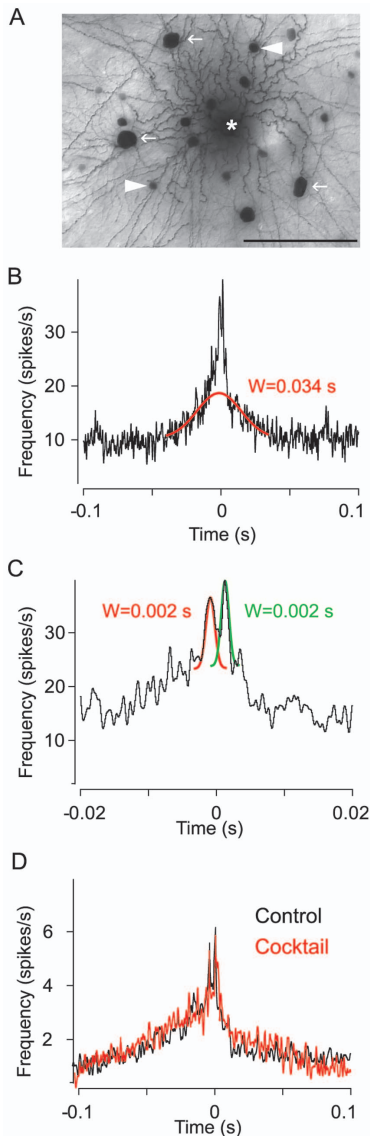 A
*
B
Frequency (spikes/s)
30
20
10
W=0.034 s
-0.1
0
0.1
Time (s)
C
Frequency (spikes/s)
30
20
10
W=0.002 s
W=0.002 s
-0.02
0
0.02
Time (s)
D
Frequency (spikes/s)
6
4
2
Control
Cocktail
-0.1
0
0.1
Time (s)